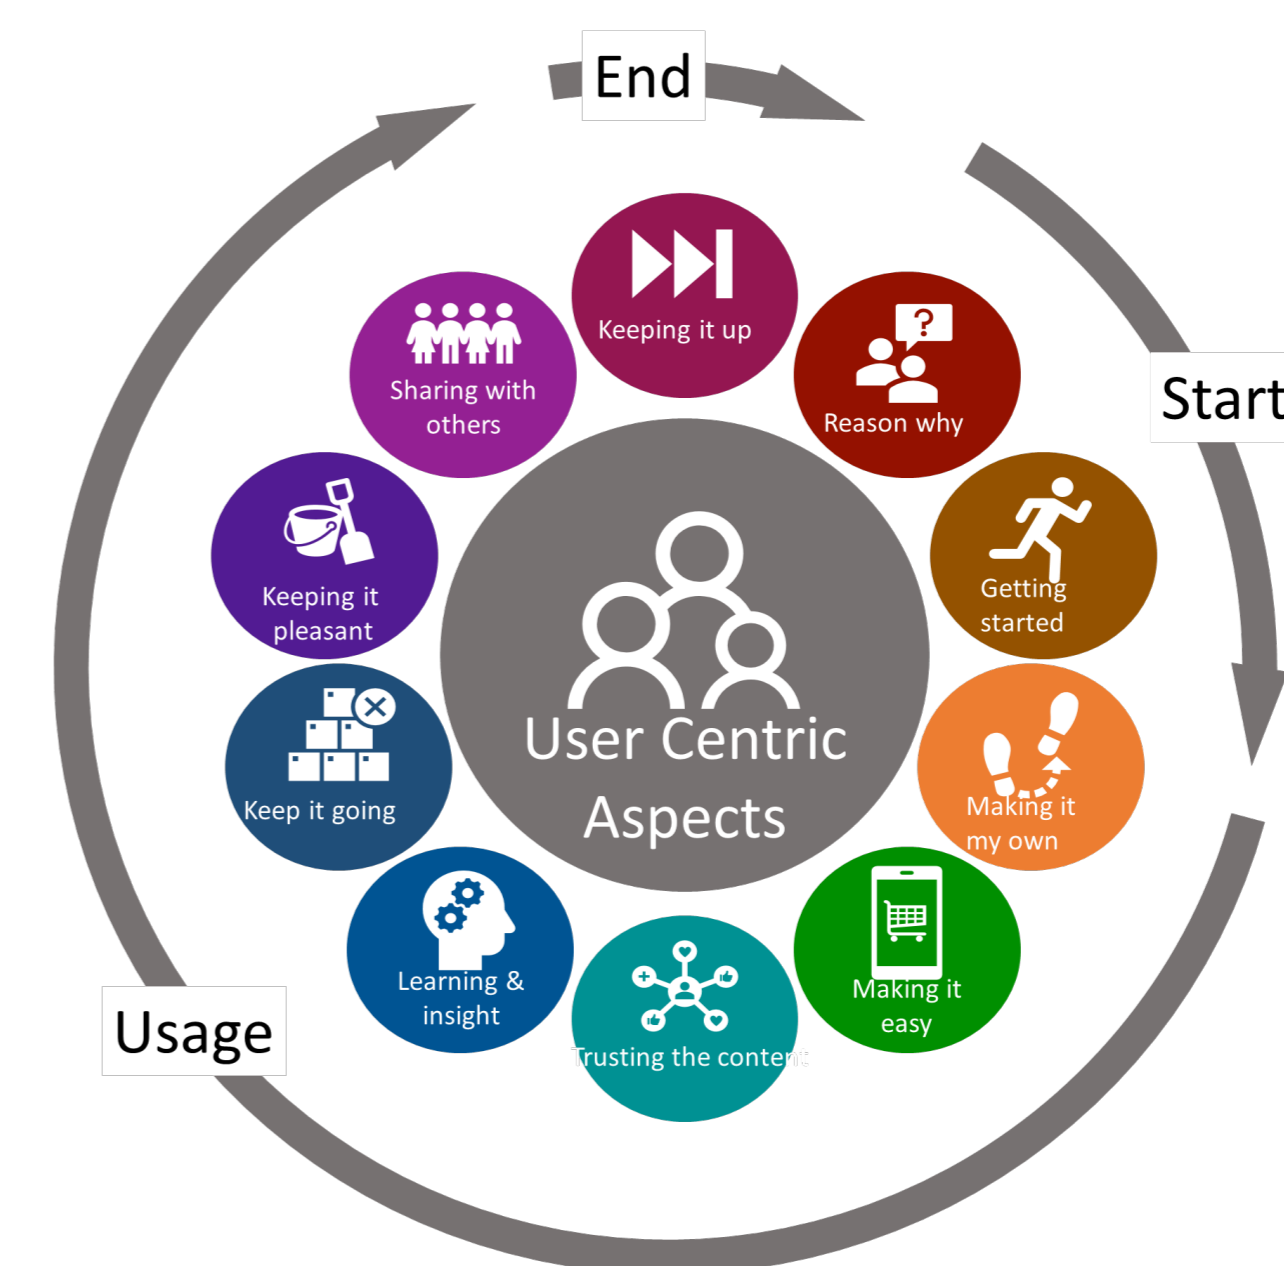 End
Keeping it up
?
Reason why
Start
Sharing with
others
Getting
started
Keeping it
pleasant
User Centric
Aspects
Making it
my own
Keep it going
Making it
easy
Learning &
insight
Trusting the content
Usage